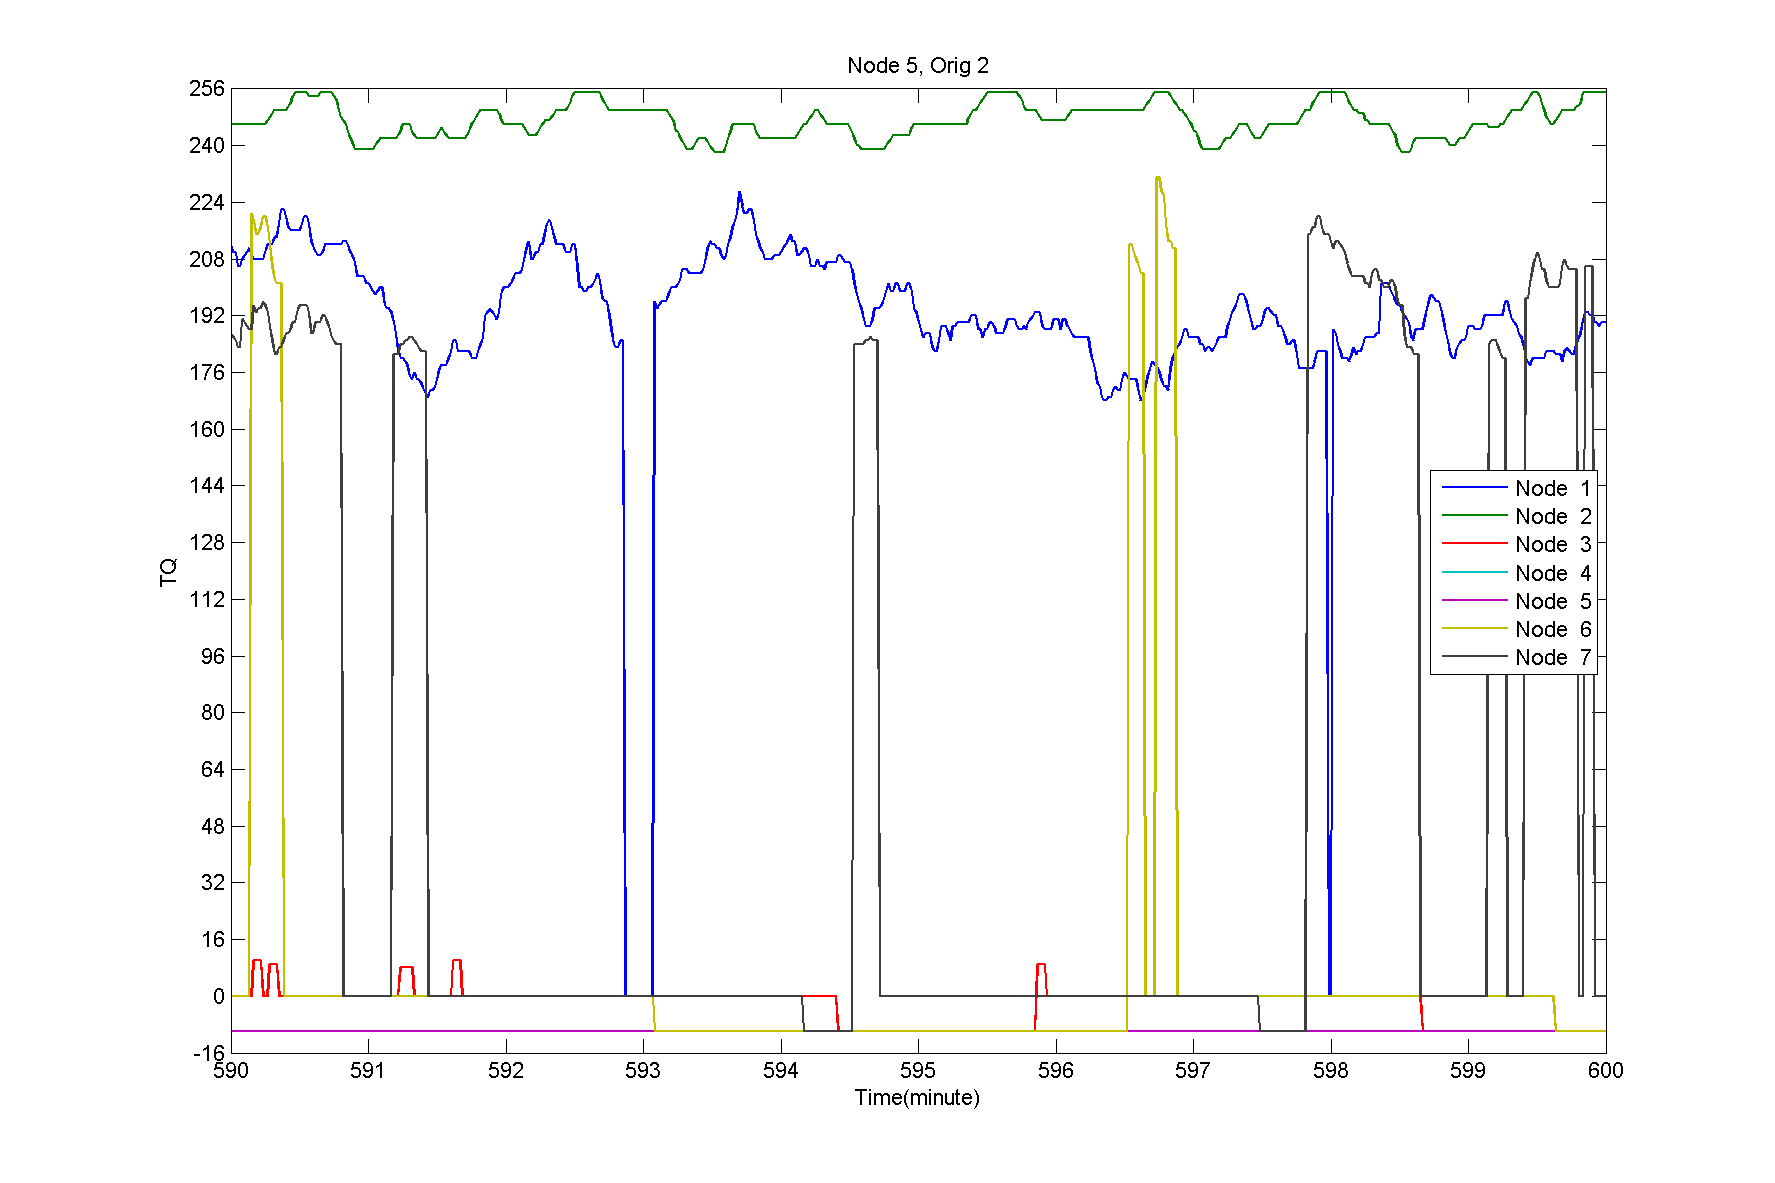 Node 5, Orig 2
256
240
224
208
192
176
160
144
128
112
96
80
64
48
32
16
0
-16
TQ
Node 1
Node 2
Node 3
Node 4
Node 5
Node 6
Node 7
590 591 592 593 594 595 596 597 598 599 600
Time(minute)